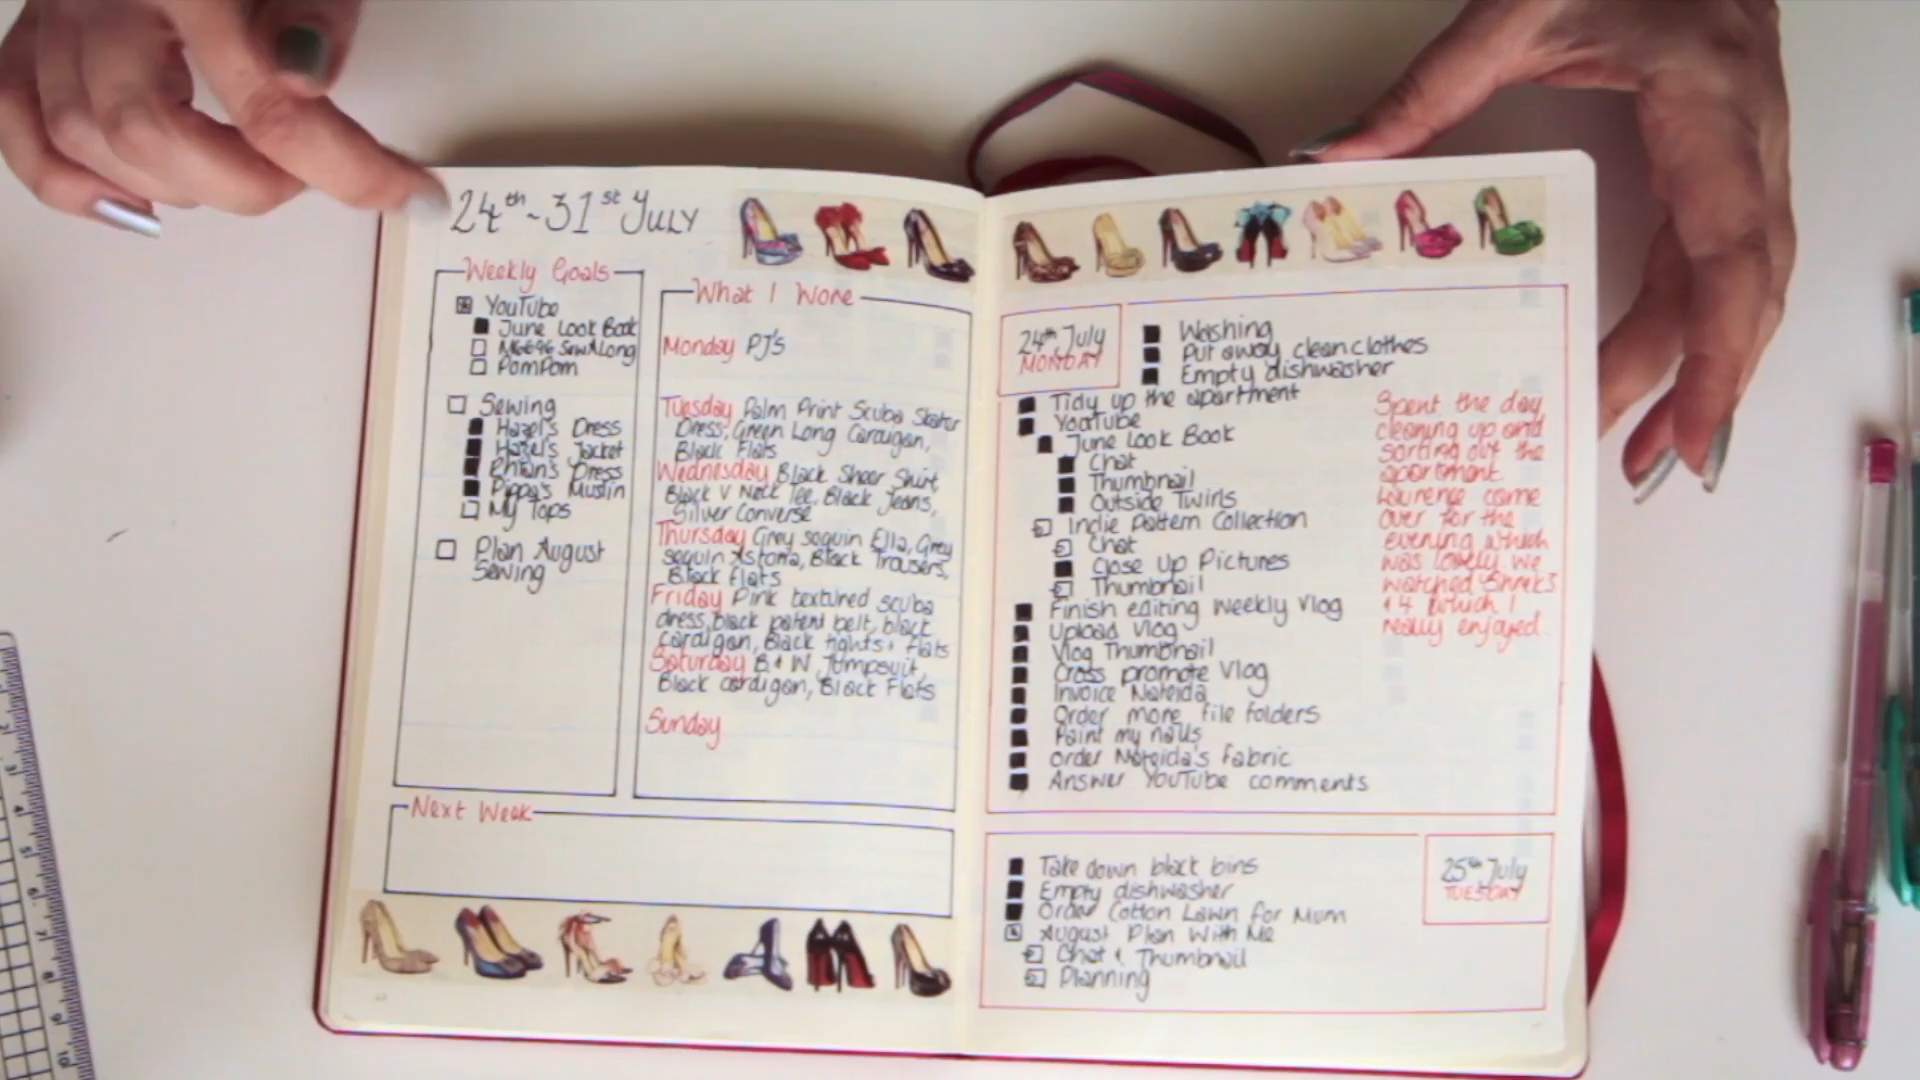 24th ~ 31st July
Weekly Goals
YouTube
June Look Book
M6696 Sew Along
PomPom
Sewing
Hazel's Dress
Hazel's Jacket
Rhian's Dress
Pippa's Muslin
My Tops
Plan August
Sewing
What I Wore
Monday PJ's
Tuesday Palm Print Scuba Skater
Dress, Green Long Cardigan,
Black Flats
Wednesday Black Sheer Shirt,
Black V Neck Tee, Black Jeans,
Silver Converse
Thursday Grey sequin Ella, Grey
sequin Astoria, Black Trousers,
Black flats
Friday Pink textured scuba
dress, black patent belt, black
cardigan, Black tights + flats
Saturday B + W Jumpsuit,
Black cardigan, Black Flats
Sunday
Next Week
24th July
MONDAY
Washing
Put away clean clothes
Empty dishwasher
Tidy up the apartment
YouTube
June Look Book
Chat
Thumbnail
Outside Twirls
Indie Pattern Collection
Chat
Close Up Pictures
Thumbnail
Finish editing Weekly Vlog
Upload Vlog
Vlog Thumbnail
Cross promote Vlog
Invoice
Order more file folders
Paint my nails
Order Fabric
Answer YouTube comments
Spent the day
cleaning up and
sorting out the
apartment.
Lawrence came
over for the
evening which
was lovely. we
watched Shrek 3
+ 4 which I
really enjoyed.
25th July
TUESDAY
Take down black bins
Empty dishwasher
Order Cotton Lawn for Mum
August Plan With Me
Chat + Thumbnail
Planning